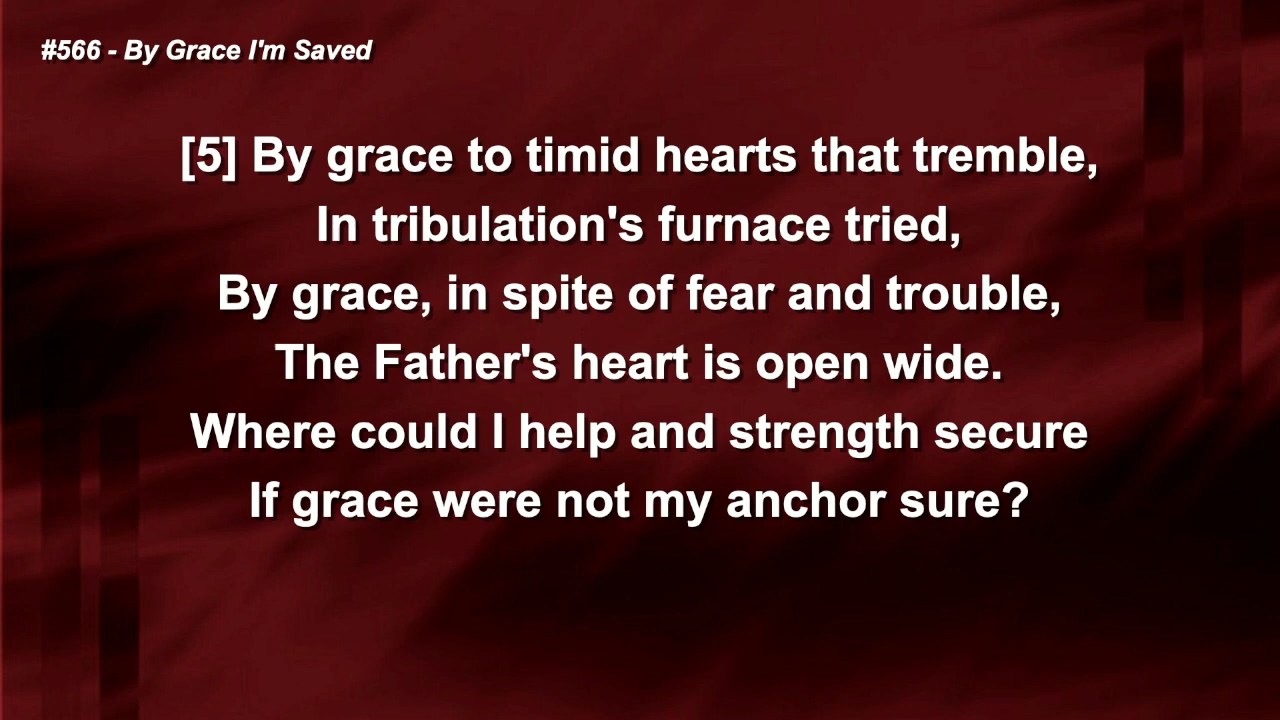 #566 - By Grace I'm Saved
[5] By grace to timid hearts that tremble,
In tribulation's furnace tried,
By grace, in spite of fear and trouble,
The Father's heart is open wide.
Where could I help and strength secure
If grace were not my anchor sure?